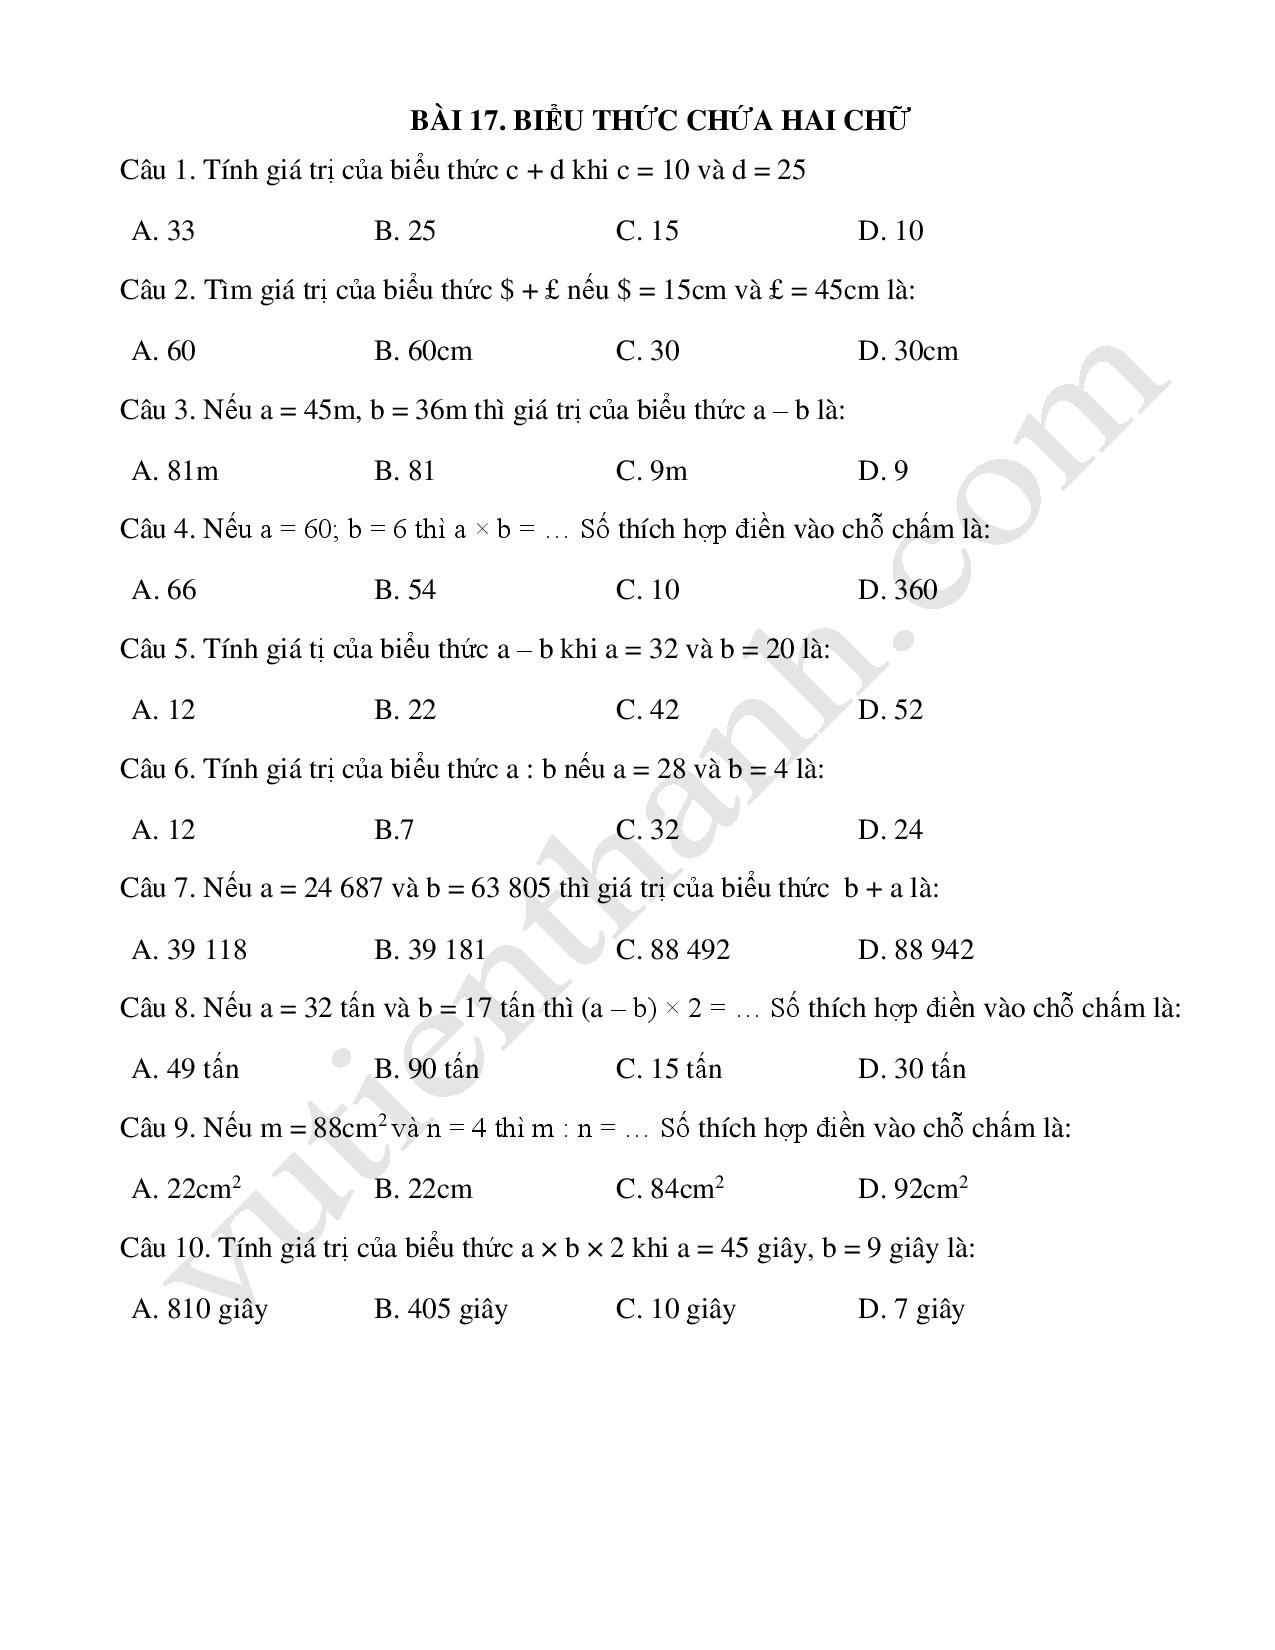 BÀI 17. BIỂU THỨC CHỨA HAI CHỮ
Câu 1. Tính giá trị của biểu thức c + d khi c = 10 và d = 25
A. 33 B. 25 C. 15 D. 10
Câu 2. Tìm giá trị của biểu thức $ + £ nếu $ = 15cm và £ = 45cm là:
A. 60 B. 60cm C. 30 D. 30cm
Câu 3. Nếu a = 45m, b = 36m thì giá trị của biểu thức a – b là:
A. 81m B. 81 C. 9m D. 9
Câu 4. Nếu a = 60; b = 6 thì a × b = … Số thích hợp điền vào chỗ chấm là:
A. 66 B. 54 C. 10 D. 360
Câu 5. Tính giá tị của biểu thức a – b khi a = 32 và b = 20 là:
A. 12 B. 22 C. 42 D. 52
Câu 6. Tính giá trị của biểu thức a : b nếu a = 28 và b = 4 là:
A. 12 B.7 C. 32 D. 24
Câu 7. Nếu a = 24 687 và b = 63 805 thì giá trị của biểu thức b + a là:
A. 39 118 B. 39 181 C. 88 492 D. 88 942
Câu 8. Nếu a = 32 tấn và b = 17 tấn thì (a – b) × 2 = … Số thích hợp điền vào chỗ chấm là:
A. 49 tấn B. 90 tấn C. 15 tấn D. 30 tấn
Câu 9. Nếu m = 88cm² và n = 4 thì m : n = … Số thích hợp điền vào chỗ chấm là:
A. 22cm² B. 22cm C. 84cm² D. 92cm²
Câu 10. Tính giá trị của biểu thức a × b × 2 khi a = 45 giây, b = 9 giây là:
A. 810 giây B. 405 giây C. 10 giây D. 7 giây
vutienthanh.com